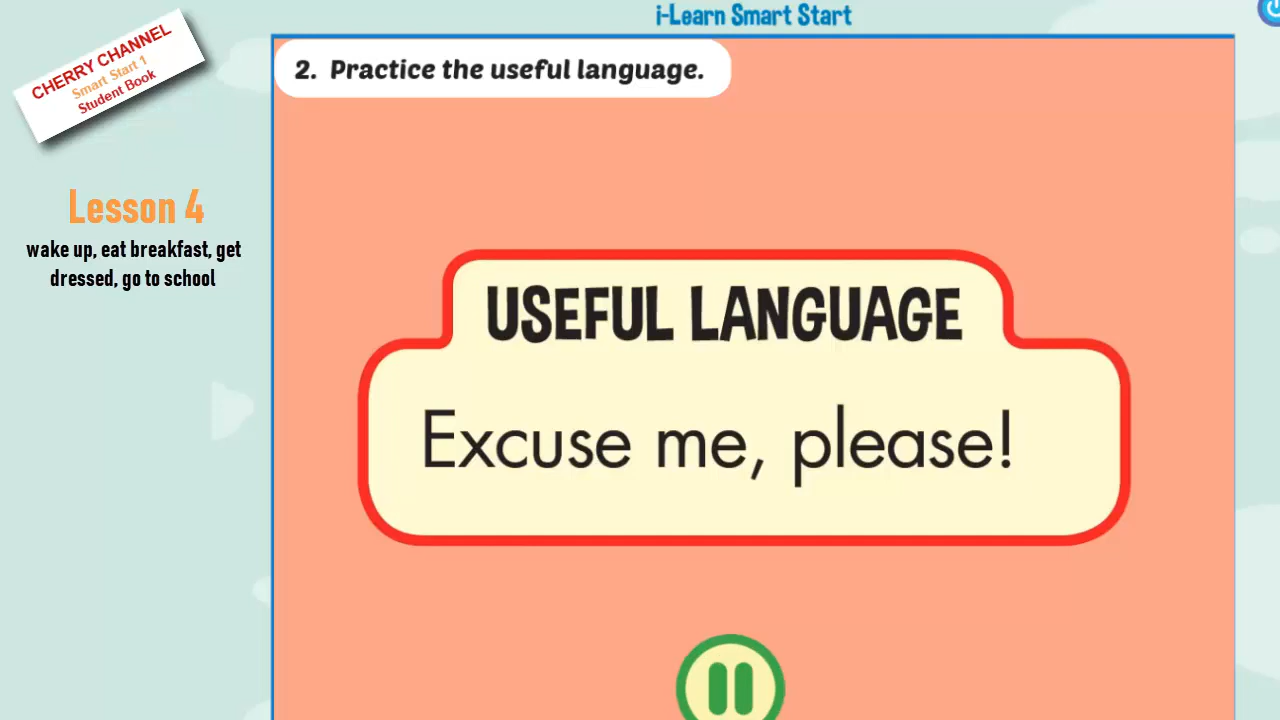 i-Learn Smart Start
CHERRY CHANNEL
Smart Start 1
Student Book
2. Practice the useful language.
Lesson 4
wake up, eat breakfast, get
dressed, go to school
USEFUL LANGUAGE
Excuse me, please!